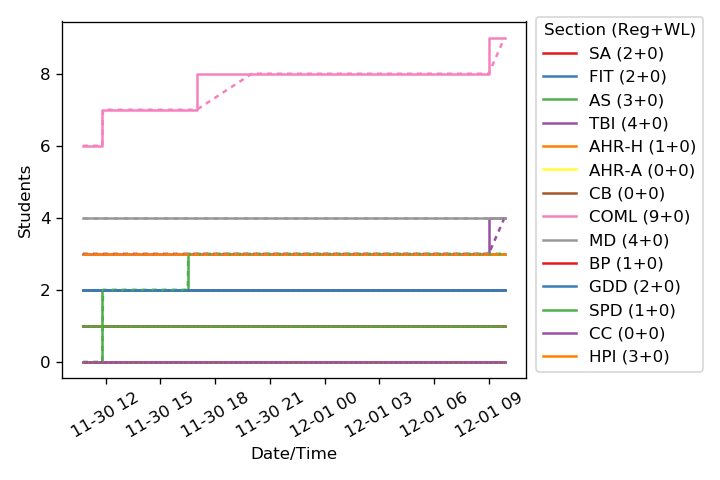 Section (Reg+WL)
SA (2+0)
FIT (2+0)
AS (3+0)
TBI (4+0)
AHR-H (1+0)
AHR-A (0+0)
CB (0+0)
COML (9+0)
MD (4+0)
BP (1+0)
GDD (2+0)
SPD (1+0)
CC (0+0)
HPI (3+0)
Students
8
6
4
2
0
11-30 12
11-30 15
11-30 18
11-30 21
12-01 00
12-01 03
12-01 06
12-01 09
Date/Time